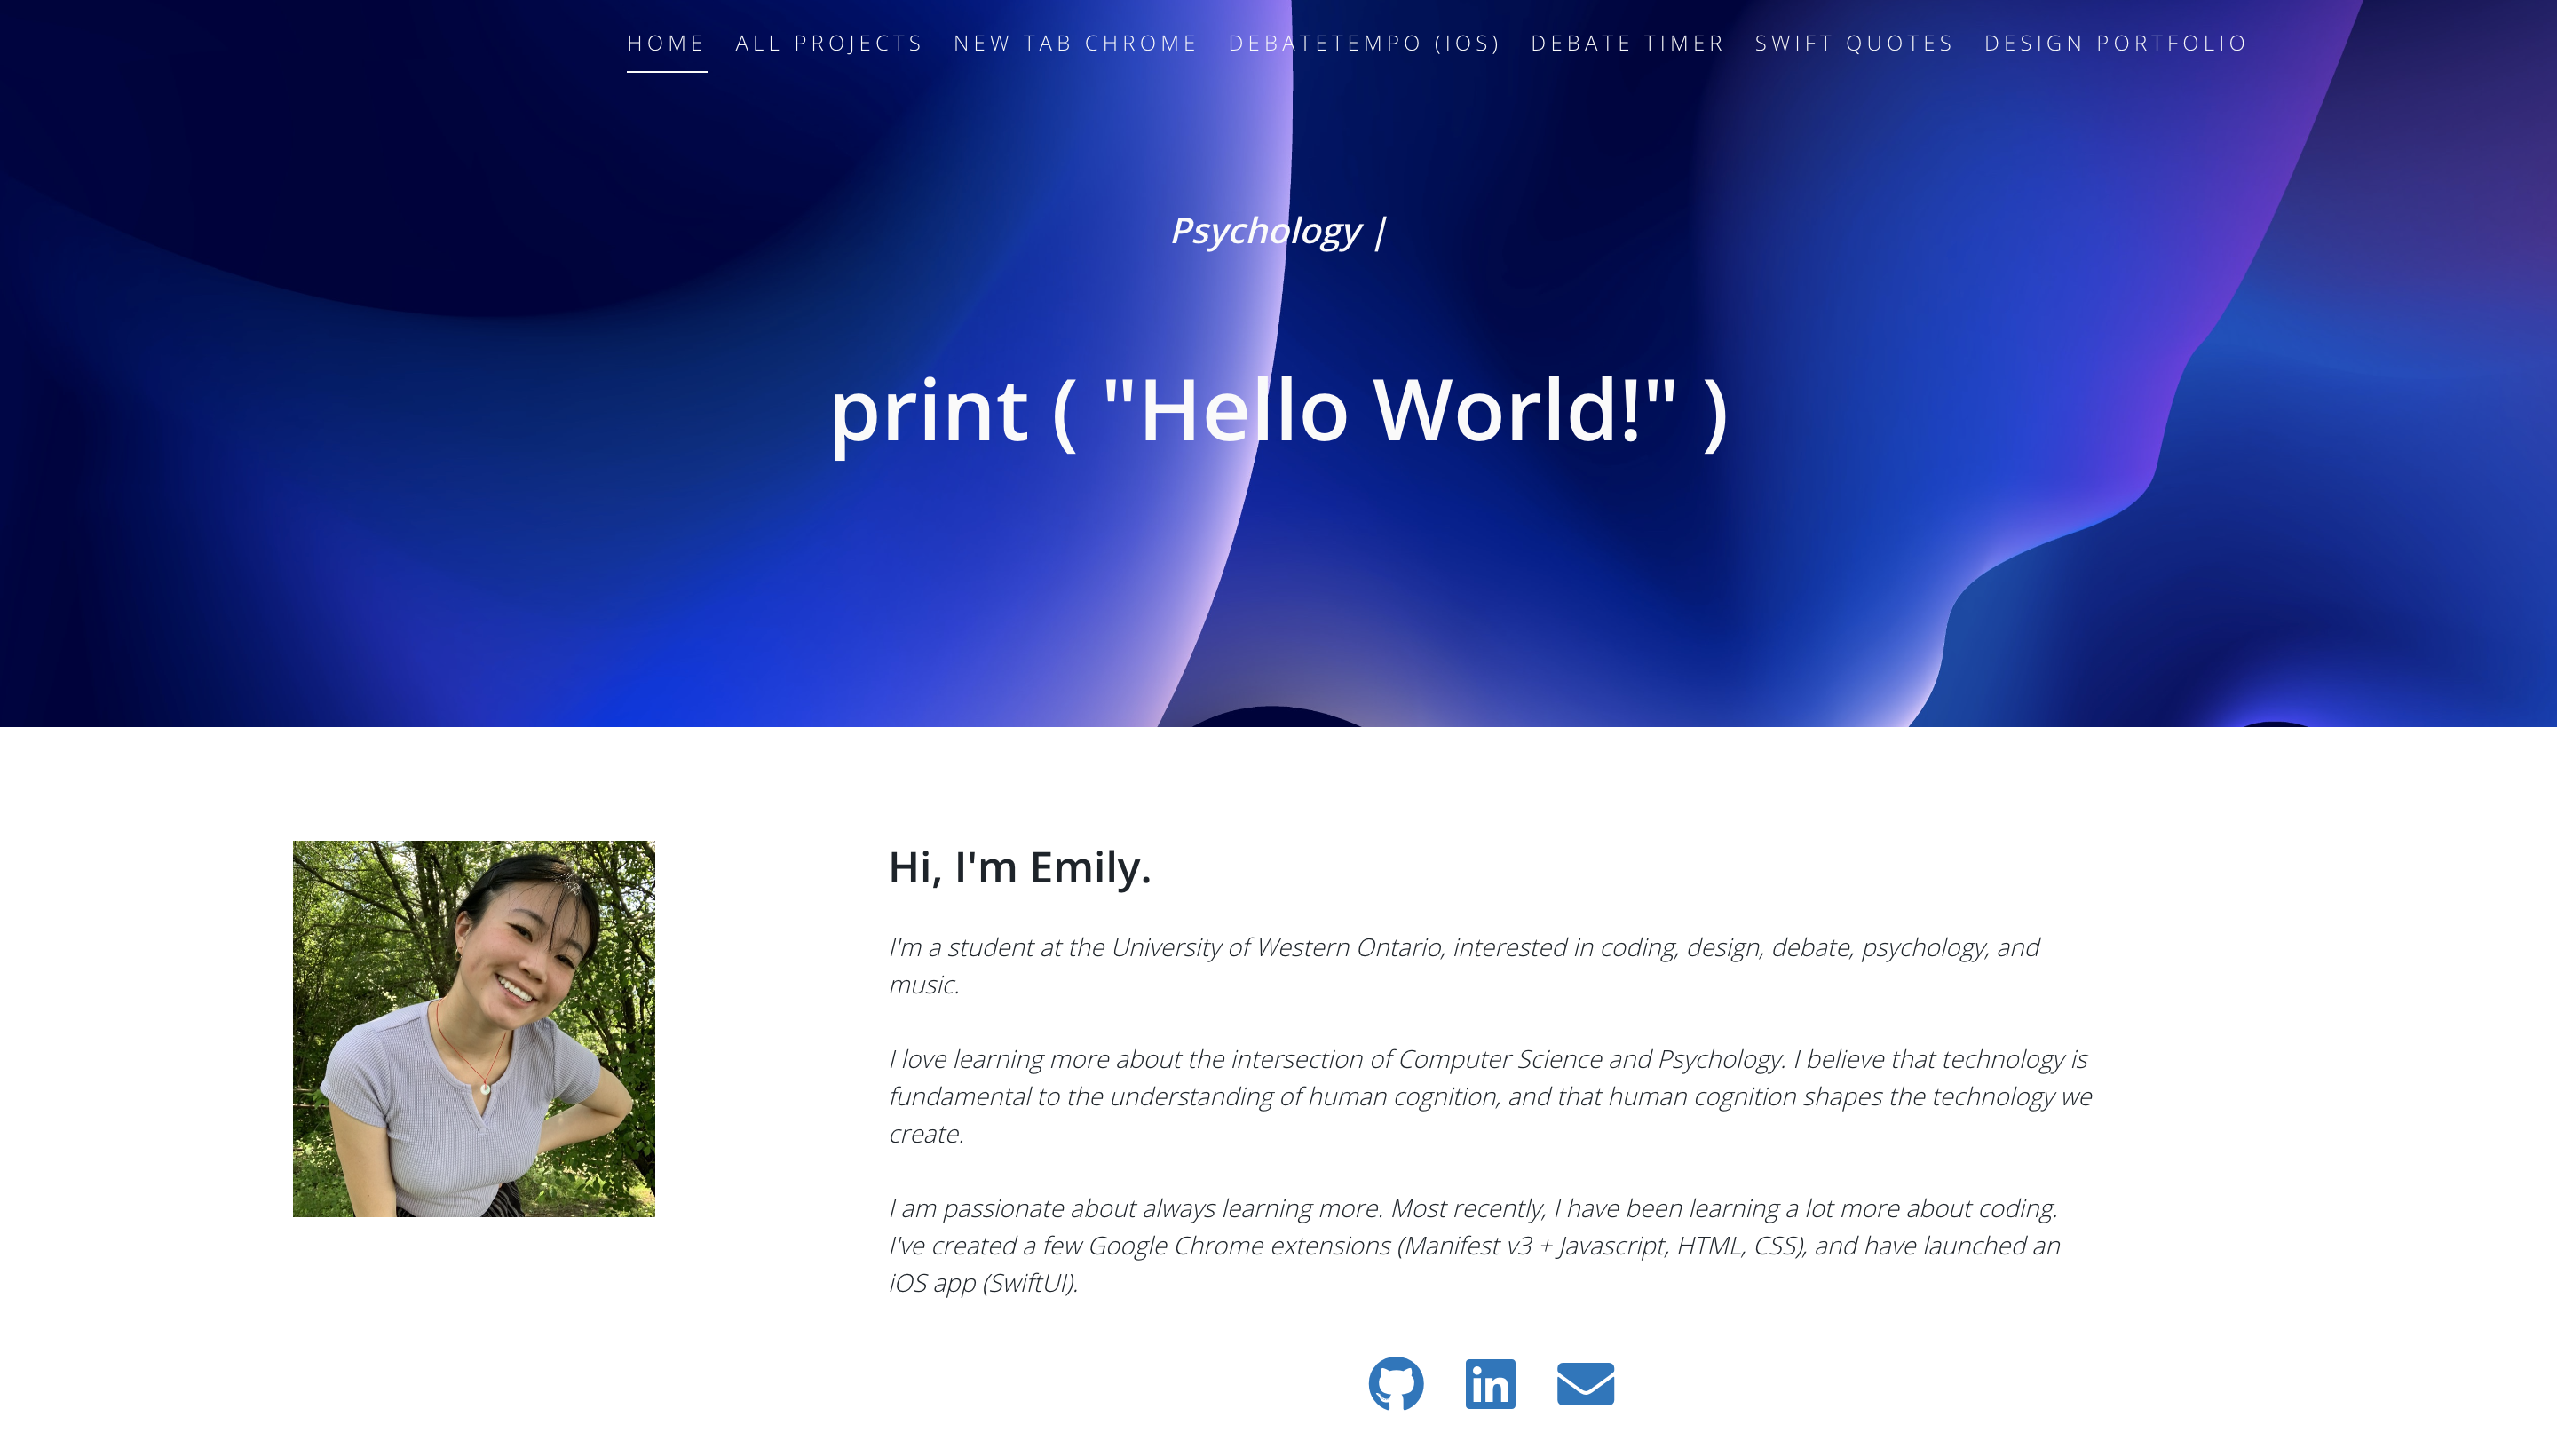 HOME ALL PROJECTS NEW TAB CHROME DEBATETEMPO (IOS) DEBATE TIMER SWIFT QUOTES DESIGN PORTFOLIO
Psychology |
print ( "Hello World!" )
Hi, I'm Emily.
I'm a student at the University of Western Ontario, interested in coding, design, debate, psychology, and
music.
I love learning more about the intersection of Computer Science and Psychology. I believe that technology is
fundamental to the understanding of human cognition, and that human cognition shapes the technology we
create.
I am passionate about always learning more. Most recently, I have been learning a lot more about coding.
I've created a few Google Chrome extensions (Manifest v3 + Javascript, HTML, CSS), and have launched an
iOS app (SwiftUI).
in